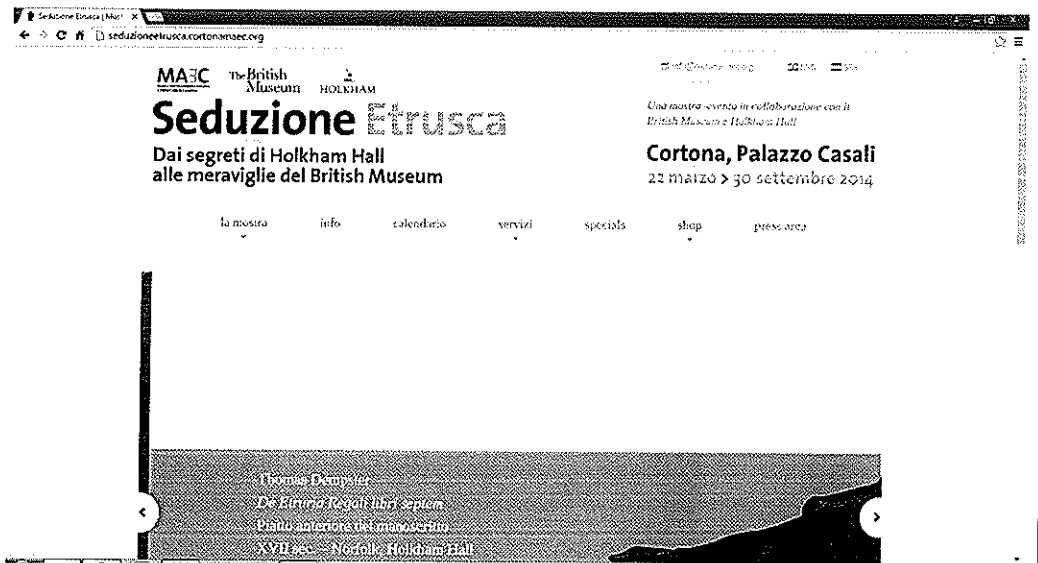 Seduzione Etrusca | Mus
seduzioneetrusca.cortonamaec.org
MAEC The British Museum HOLKHAM
Seduzione Etrusca
Dai segreti di Holkham Hall
alle meraviglie del British Museum
Una mostra-evento in collaborazione con il
British Museum e Holkham Hall
Cortona, Palazzo Casali
22 marzo > 30 settembre 2014
la mostra info calendario servizi specials shop press area
Thomas Dempster
De Etruria Regali libri septem
Piatto anteriore del manoscritto
XVII sec. – Norfolk, Holkham Hall